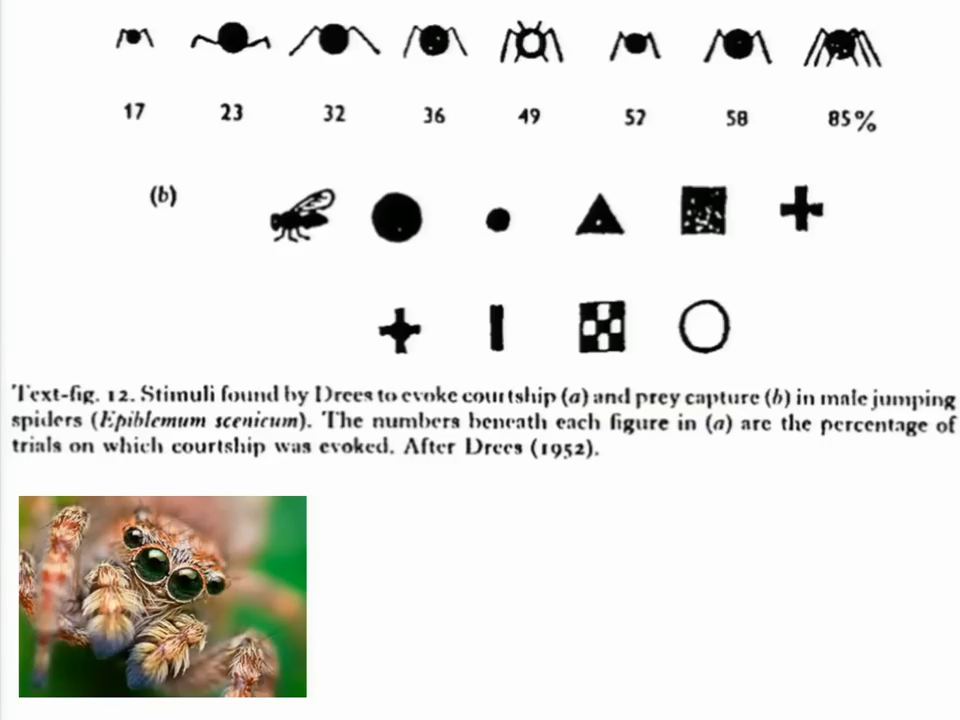 17 23 32 36 49 52 58 85%
(b)
Text-fig. 12. Stimuli found by Drees to evoke courtship (a) and prey capture (b) in male jumping
spiders (Epiblemum scenicum). The numbers beneath each figure in (a) are the percentage of
trials on which courtship was evoked. After Drees (1952).